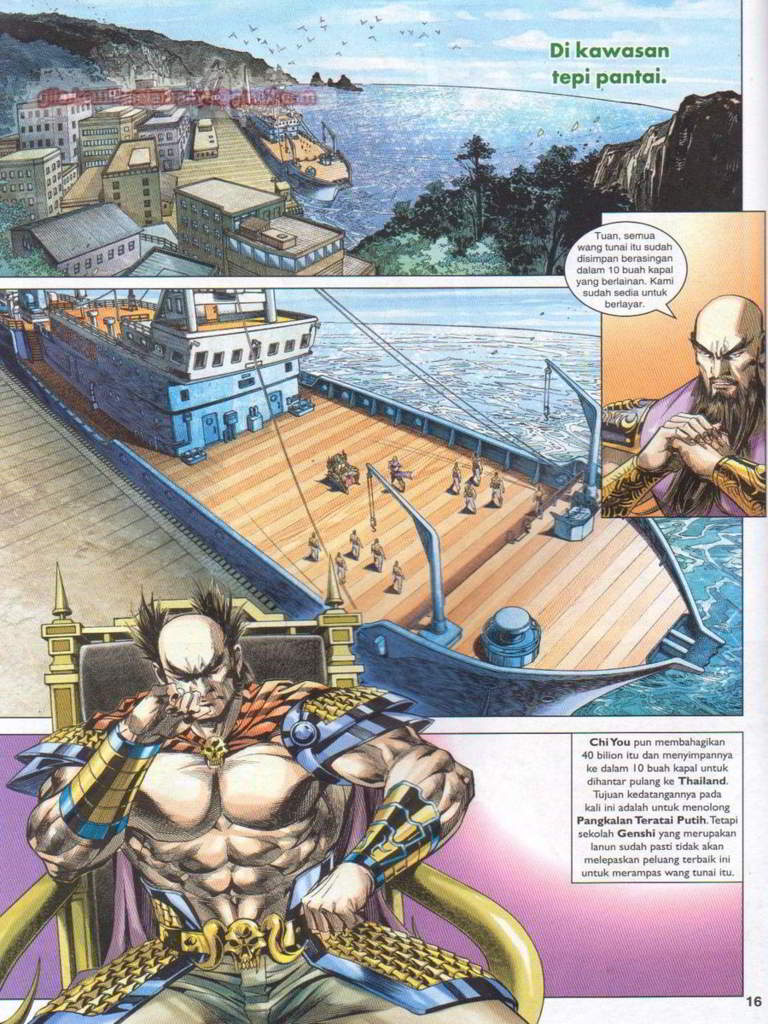 Di kawasan
tepi pantai.
Tuan, semua
wang tunai itu sudah
disimpan berasingan
dalam 10 buah kapal
yang berlainan. Kami
sudah sedia untuk
berlayar.
Chi You pun membahagikan
40 bilion itu dan menyimpannya
ke dalam 10 buah kapal untuk
dihantar pulang ke Thailand.
Tujuan kedatangannya pada
kali ini adalah untuk menolong
Pangkalan Teratai Putih. Tetapi
sekolah Genshi yang merupakan
lanun sudah pasti tidak akan
melepaskan peluang terbaik ini
untuk merampas wang tunai itu.
16